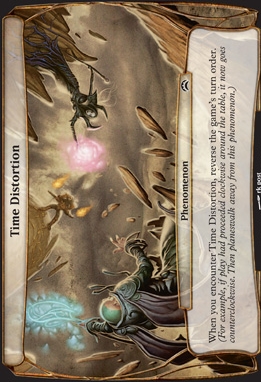 Time Distortion
Phenomenon
When you encounter Time Distortion, reverse the game's turn order.
(For example, if play had proceeded clockwise around the table, it now goes
counterclockwise. Then planeswalk away from this phenomenon.)